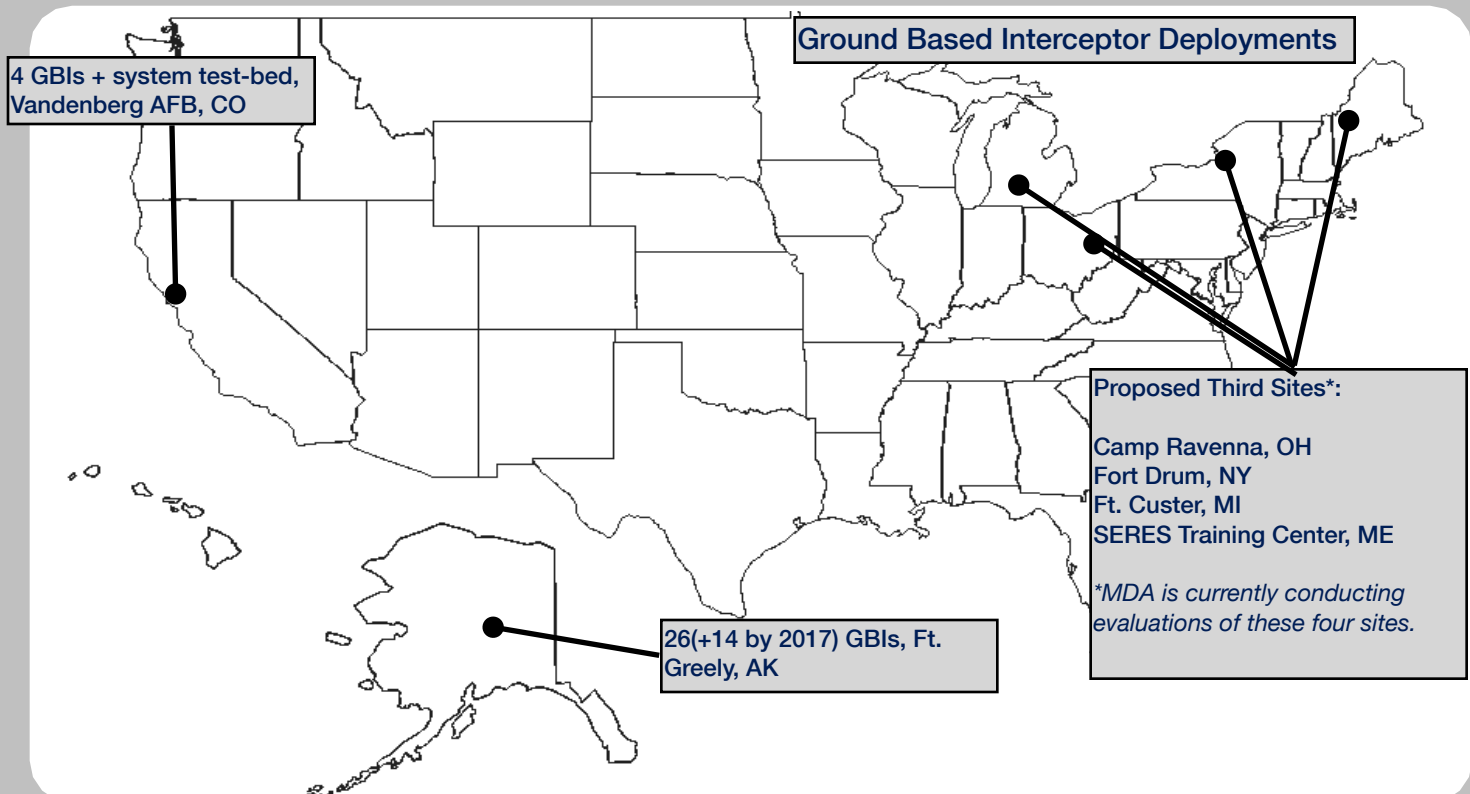 Ground Based Interceptor Deployments
4 GBIs + system test-bed,
Vandenberg AFB, CO
Proposed Third Sites*:
Camp Ravenna, OH
Fort Drum, NY
Ft. Custer, MI
SERES Training Center, ME
*MDA is currently conducting
evaluations of these four sites.
26(+14 by 2017) GBIs, Ft.
Greely, AK